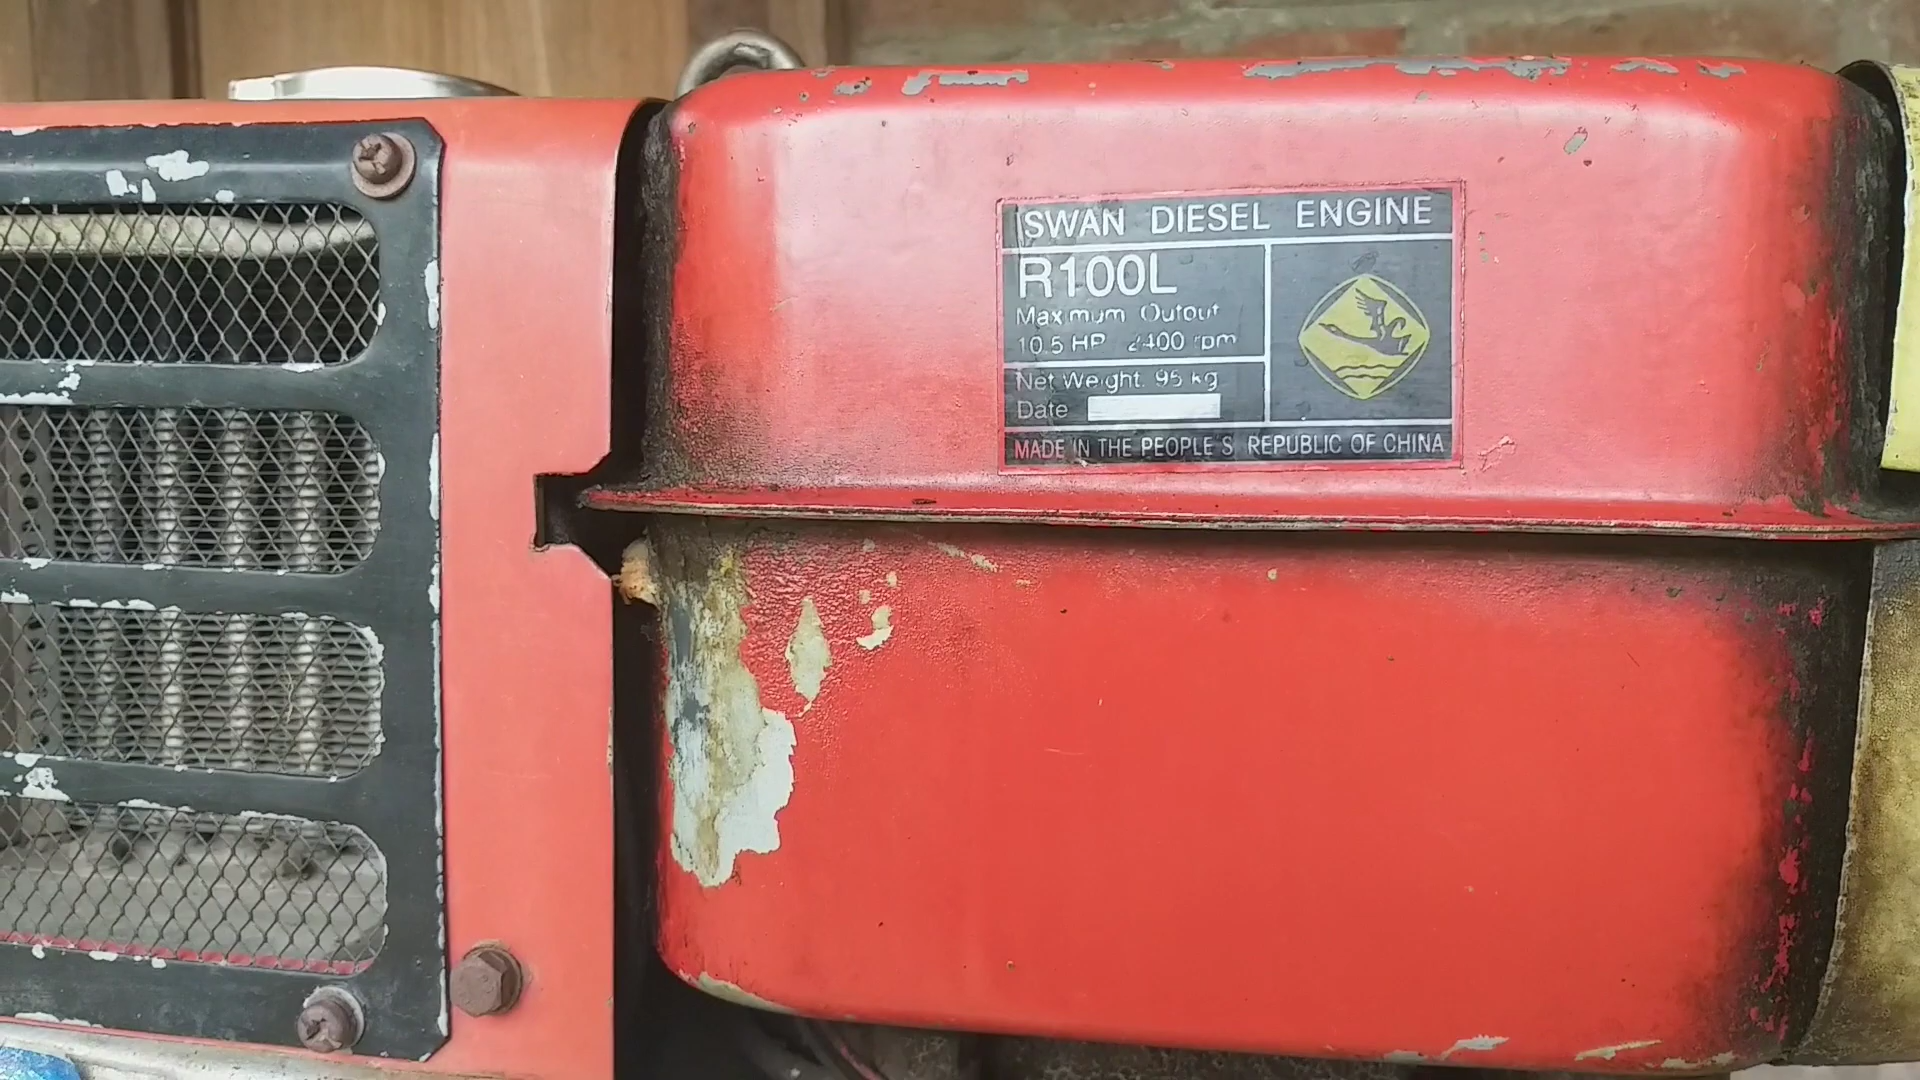 SWAN DIESEL ENGINE
R100L
Maximum Output
10.5 HP 2400 rpm
Net Weight. 95 kg
Date
MADE IN THE PEOPLE'S REPUBLIC OF CHINA